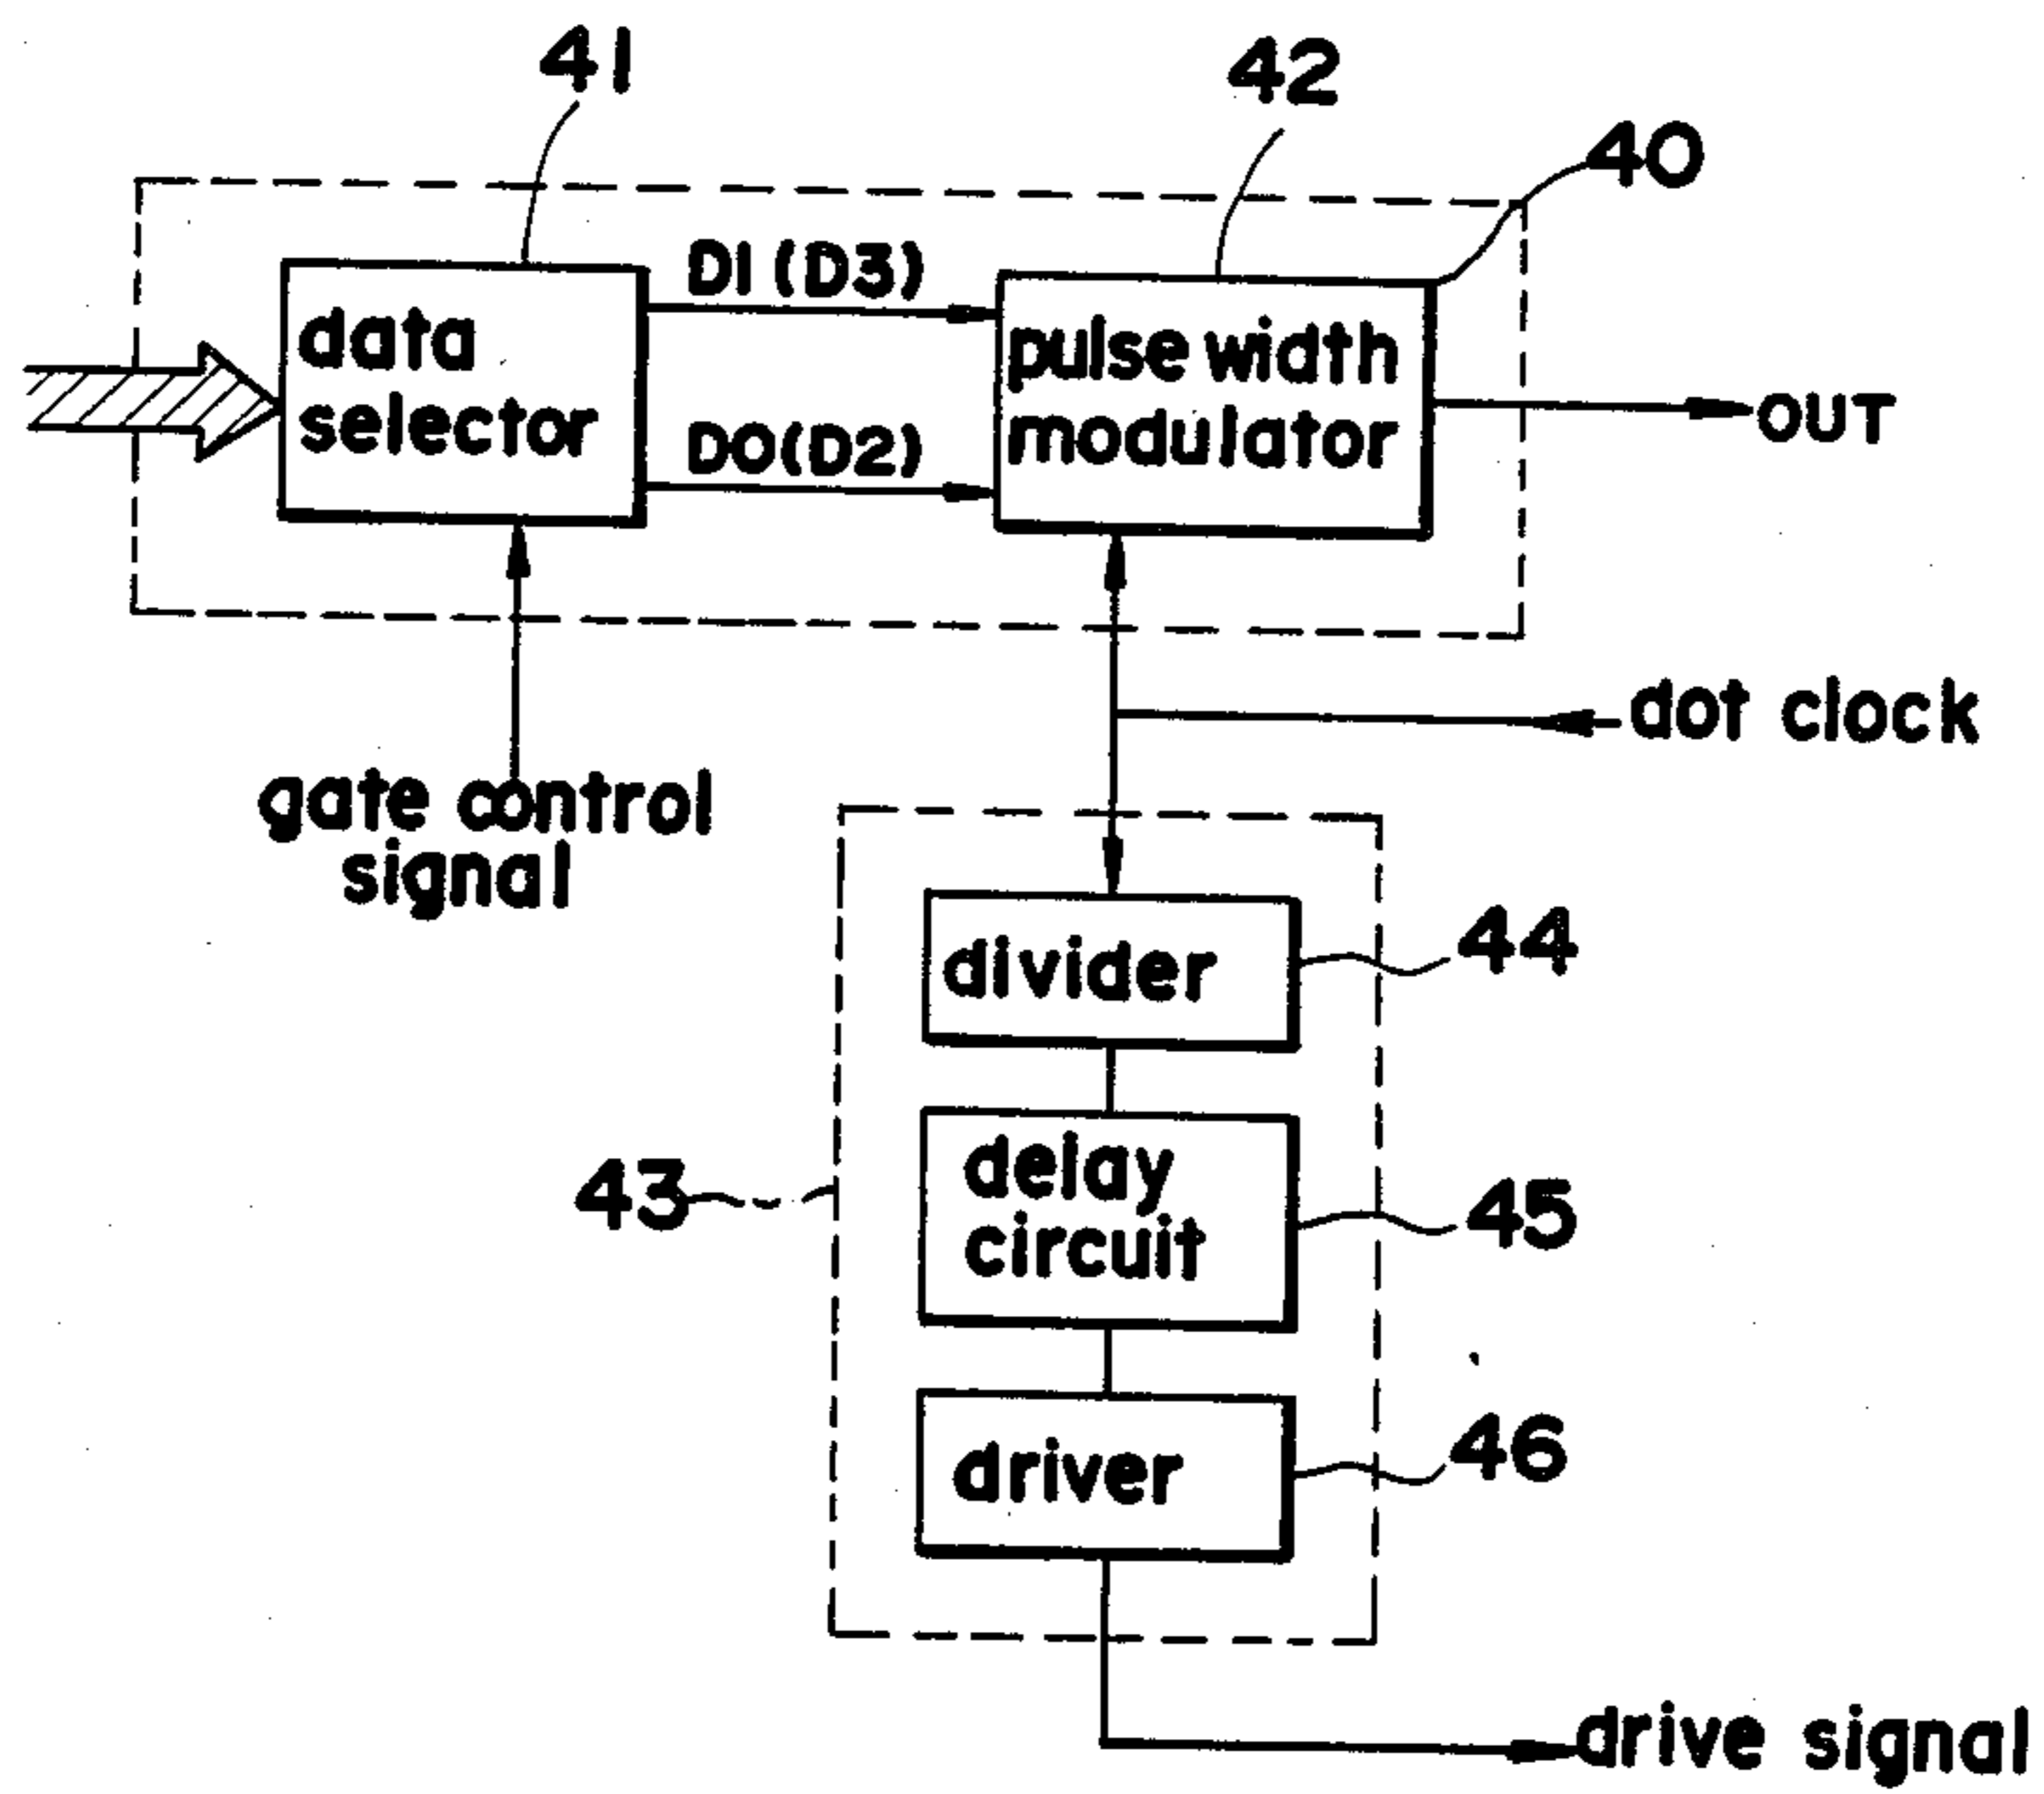 41
42
40
D1 (D3)
data
selector
pulse width
modulator
OUT
D0(D2)
dot clock
gate control
signal
divider
44
delay
circuit
43
45
driver
46
drive signal